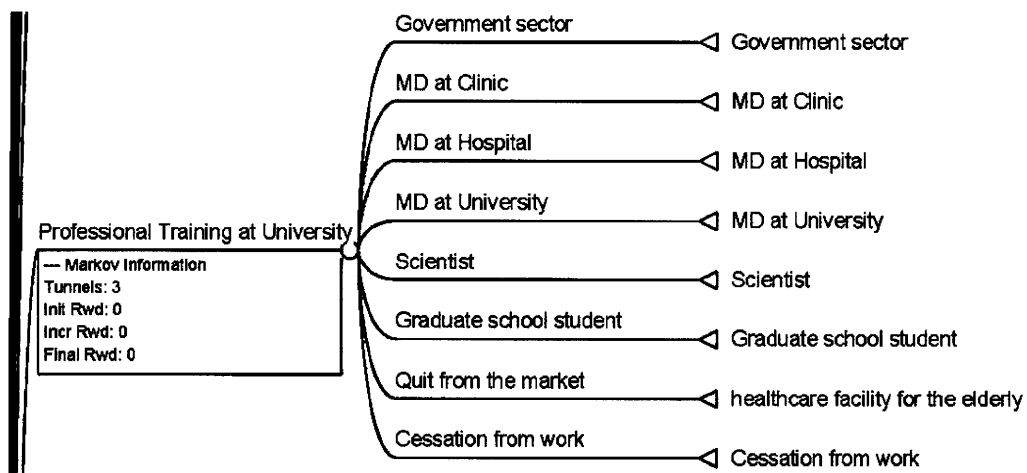 Government sector
Government sector
MD at Clinic
MD at Clinic
MD at Hospital
MD at Hospital
MD at University
MD at University
Professional Training at University
--- Markov Information
Tunnels: 3
Init Rwd: 0
Incr Rwd: 0
Final Rwd: 0
Scientist
Scientist
Graduate school student
Graduate school student
Quit from the market
healthcare facility for the elderly
Cessation from work
Cessation from work